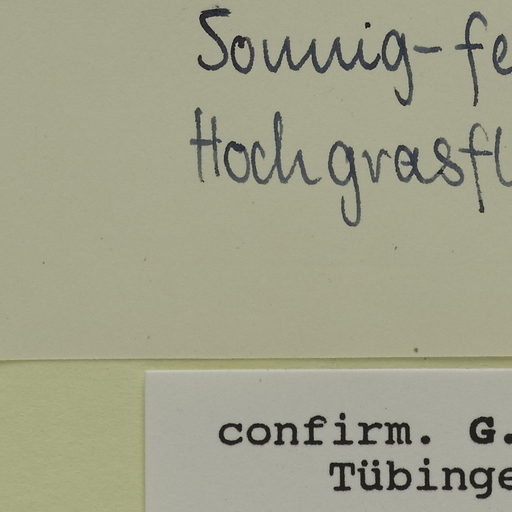 Sonnig-fe
Hochgrasfl
confirm. G.
Tübinge